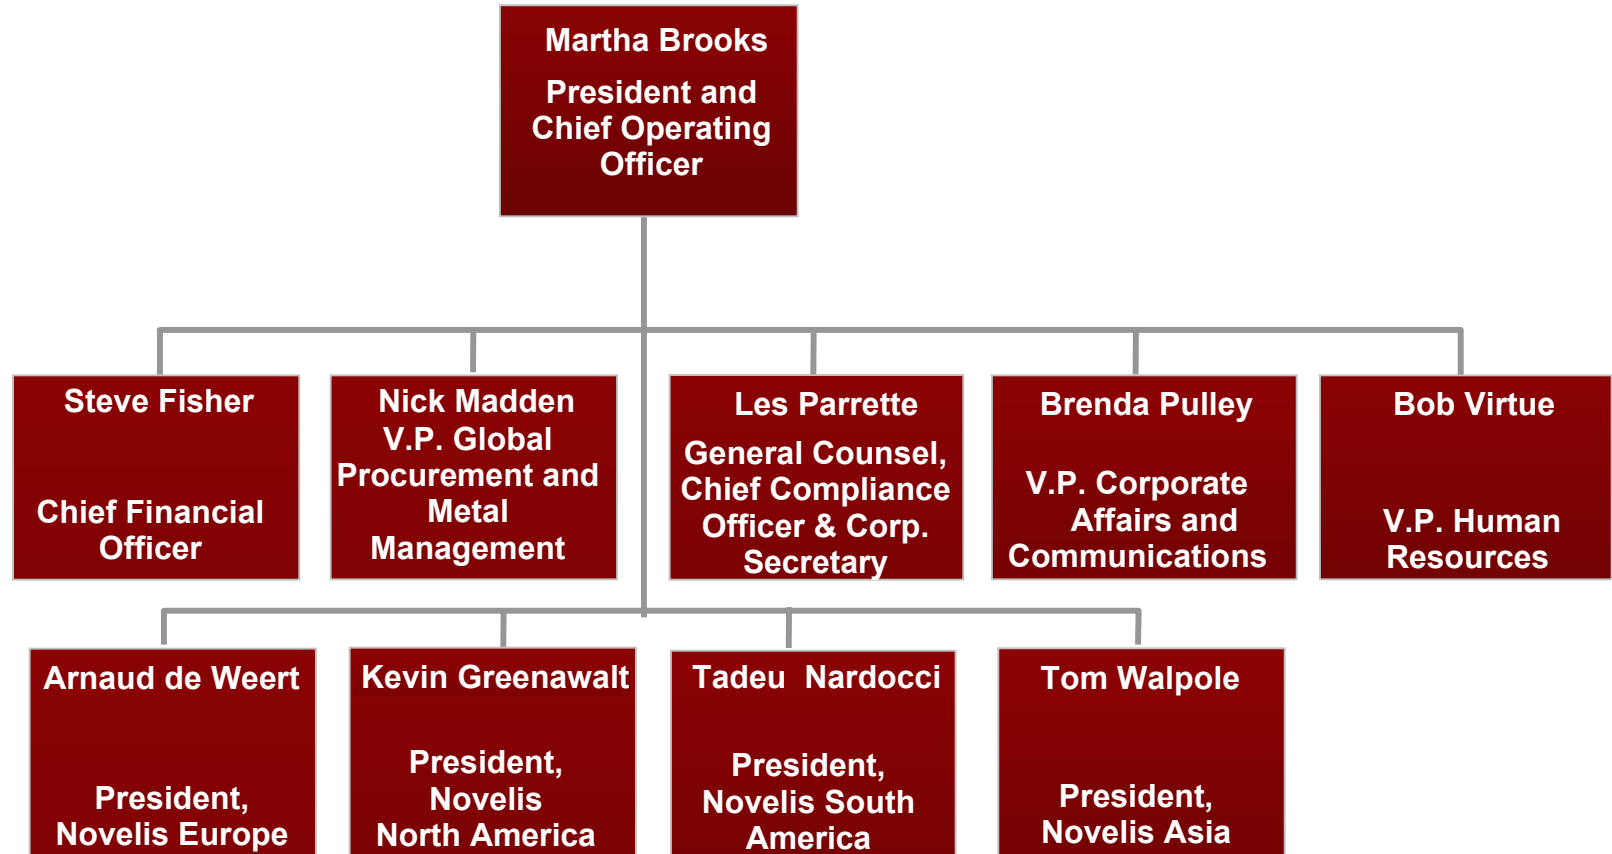 Martha Brooks
President and
Chief Operating
Officer
Steve Fisher
Chief Financial
Officer
Nick Madden
V.P. Global
Procurement and
Metal
Management
Les Parrette
General Counsel,
Chief Compliance
Officer & Corp.
Secretary
Brenda Pulley
V.P. Corporate
Affairs and
Communications
Bob Virtue
V.P. Human
Resources
Arnaud de Weert
President,
Novelis Europe
Kevin Greenawalt
President,
Novelis
North America
Tadeu Nardocci
President,
Novelis South
America
Tom Walpole
President,
Novelis Asia